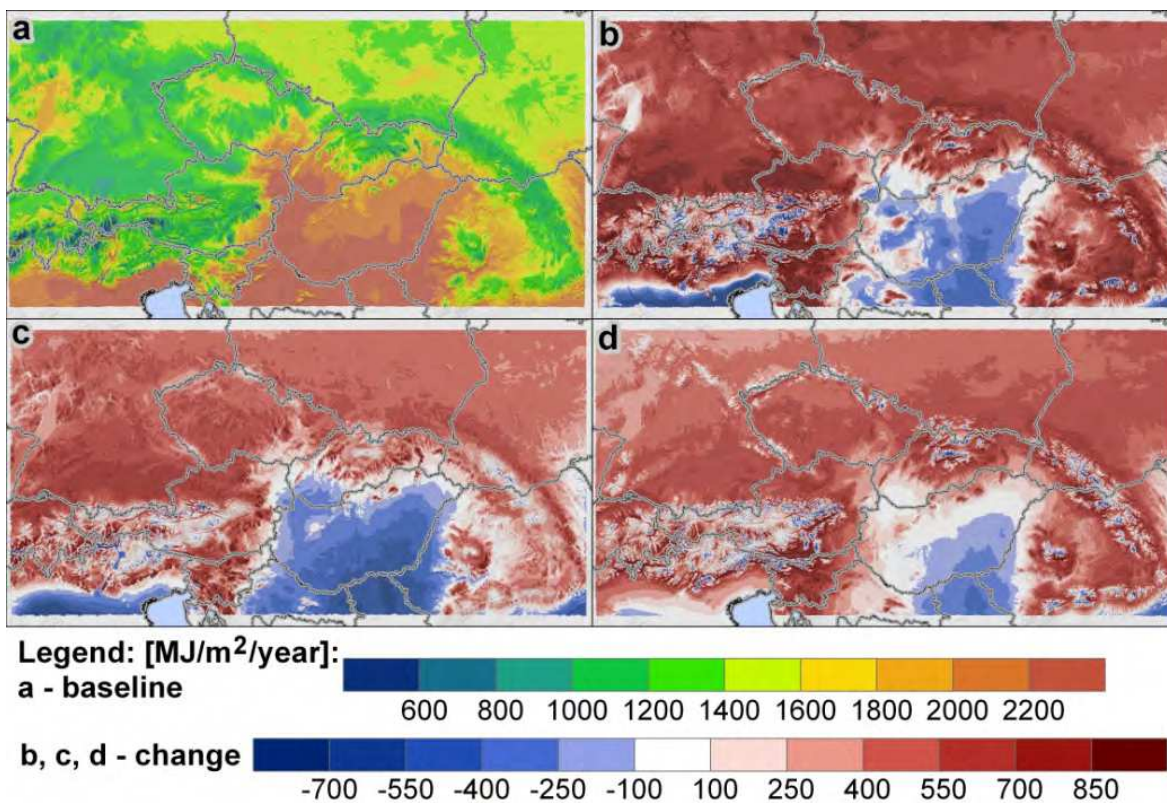 a
b
c
d
Legend: [MJ/m²/year]:
a - baseline
600 800 1000 1200 1400 1600 1800 2000 2200
b, c, d - change
-700 -550 -400 -250 -100 100 250 400 550 700 850